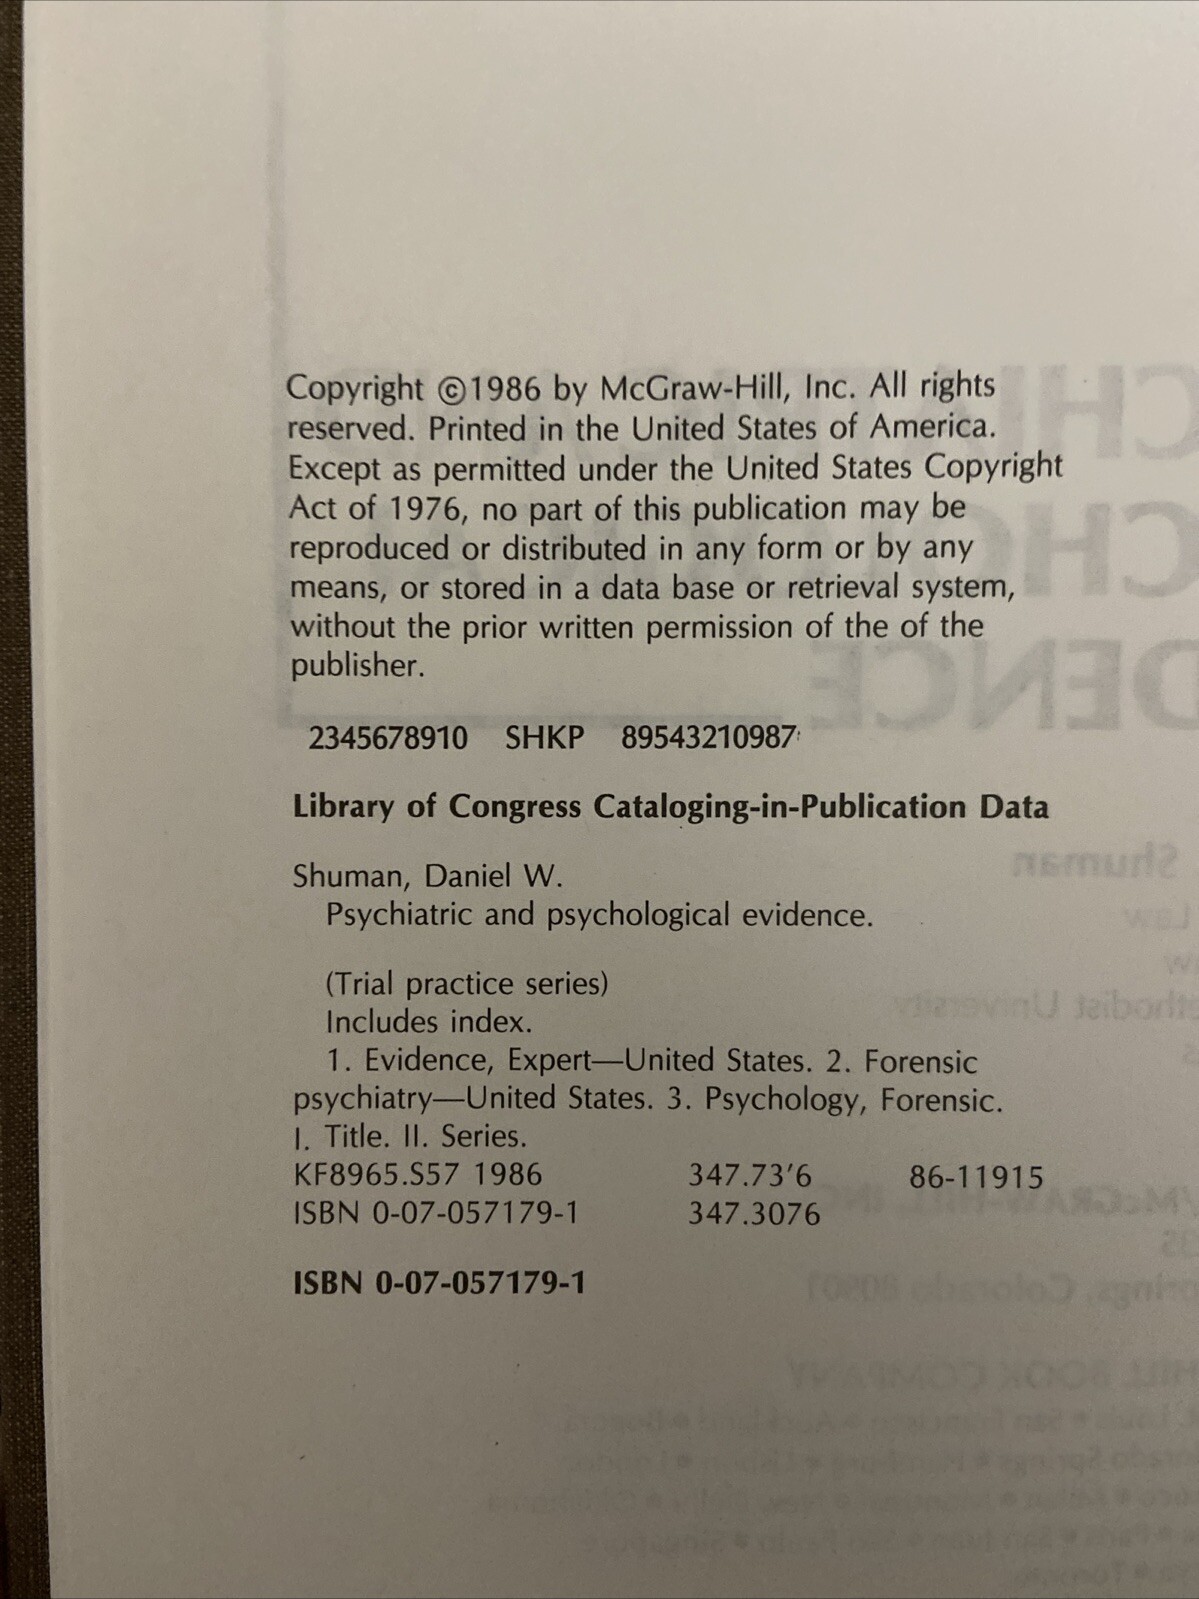 Copyright ©1986 by McGraw-Hill, Inc. All rights
reserved. Printed in the United States of America.
Except as permitted under the United States Copyright
Act of 1976, no part of this publication may be
reproduced or distributed in any form or by any
means, or stored in a data base or retrieval system,
without the prior written permission of the of the
publisher.
2345678910 SHKP 89543210987
Library of Congress Cataloging-in-Publication Data
Shuman, Daniel W.
Psychiatric and psychological evidence.
(Trial practice series)
Includes index.
1. Evidence, Expert—United States. 2. Forensic
psychiatry—United States. 3. Psychology, Forensic.
I. Title. II. Series.
KF8965.S57 1986 347.73'6 86-11915
ISBN 0-07-057179-1 347.3076
ISBN 0-07-057179-1